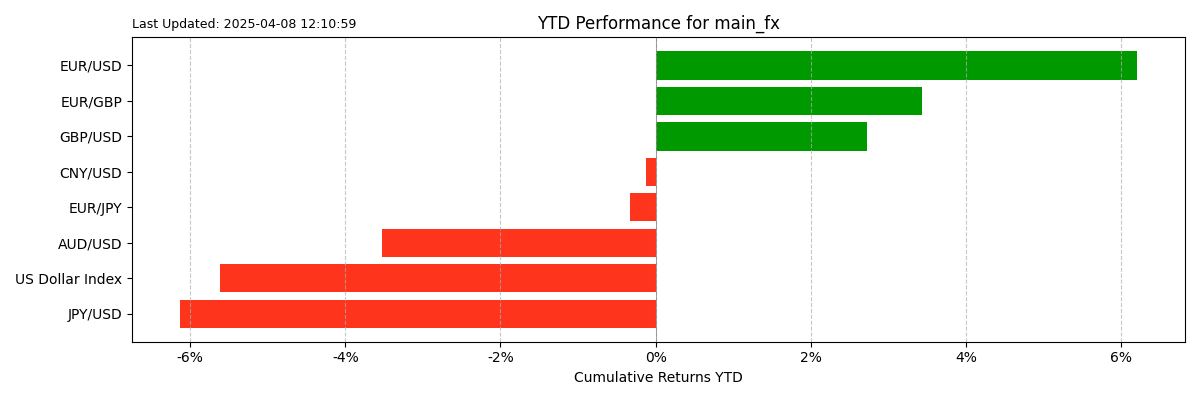 Last Updated: 2025-04-08 12:10:59
YTD Performance for main_fx
EUR/USD
EUR/GBP
GBP/USD
CNY/USD
EUR/JPY
AUD/USD
US Dollar Index
JPY/USD
-6%
-4%
-2%
0%
2%
4%
6%
Cumulative Returns YTD